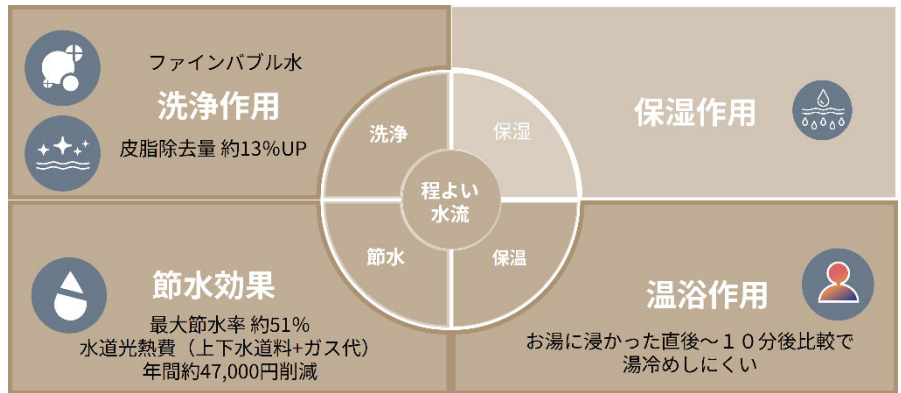 ファインバブル水
洗浄作用
皮脂除去量 約13%UP
保湿作用
洗浄
保湿
程よい
水流
節水
保温
節水効果
最大節水率 約51%
水道光熱費（上下水道料+ガス代）
年間約47,000円削減
温浴作用
お湯に浸かった直後～１０分後比較で
湯冷めしにくい